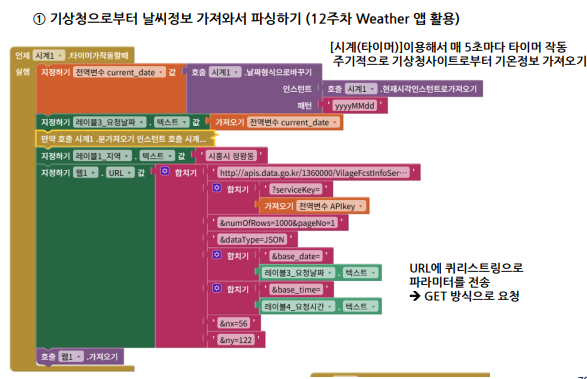 ① 기상청으로부터 날씨정보 가져와서 파싱하기 (12주차 Weather 앱 활용)
[시계(타이머)]이용해서 매 5초마다 타이머 작동
주기적으로 기상청사이트로부터 기온정보 가져오기
언제 시계1 .타이머가작동할때
실행 지정하기 전역변수 current_date 값 호출 시계1 .날짜형식으로바꾸기
인스턴트 호출 시계1 .현재시각인스턴트로가져오기
패턴 " yyyyMMdd "
지정하기 레이블3_요청날짜 . 텍스트 값 가져오기 전역변수 current_date
만약 호출 시계1 .분가져오기 인스턴트 호출 시계...
지정하기 레이블1_지역 . 텍스트 값 " 시흥시 정왕동 "
지정하기 웹1 . URL 값 합치기 " http://apis.data.go.kr/1360000/VilageFcstInfoSer··· "
합치기 " ?serviceKey= "
가져오기 전역변수 APIkey
" &numOfRows=1000&pageNo=1 "
" &dataType=JSON "
합치기 " &base_date= "
레이블3_요청날짜 . 텍스트
합치기 " &base_time= "
레이블4_요청시간 . 텍스트
" &nx=56 "
" &ny=122 "
호출 웹1 .가져오기
URL에 쿼리스트링으로
파라미터를 전송
→ GET 방식으로 요청